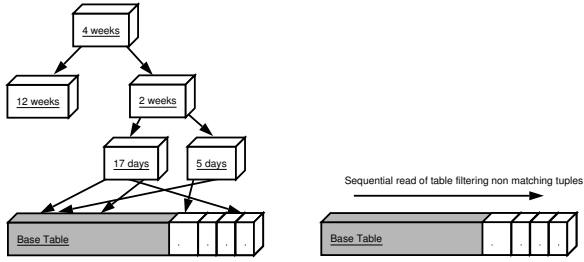 4 weeks
12 weeks
2 weeks
17 days
5 days
Sequential read of table filtering non matching tuples
Base Table
. . . .
Base Table
. . . .